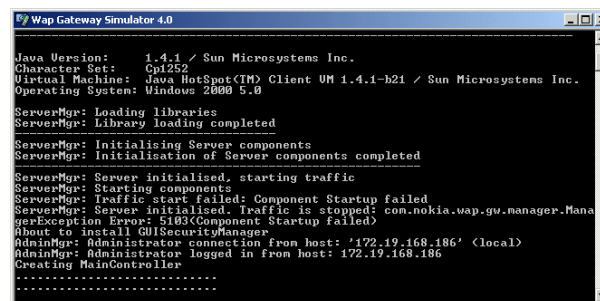 Wap Gateway Simulator 4.0
Java Version: 1.4.1 / Sun Microsystems Inc.
Character Set: Cp1252
Virtual Machine: Java HotSpot(TM) Client VM 1.4.1-b21 / Sun Microsystems Inc.
Operating System: Windows 2000 5.0
ServerMgr: Loading libraries
ServerMgr: Library loading completed
ServerMgr: Initialising Server components
ServerMgr: Initialisation of Server components completed
ServerMgr: Server initialised, starting traffic
ServerMgr: Starting components
ServerMgr: Traffic start failed: Component Startup failed
ServerMgr: Server initialised. Traffic is stopped: com.nokia.wap.gw.manager.Mana
gerException Error: 5103(Component Startup failed)
About to install GUISecurityManager
AdminMgr: Administrator connection from host: '172.19.168.186' (local)
AdminMgr: Administrator logged in from host: 172.19.168.186
Creating MainController
...........................
...........................